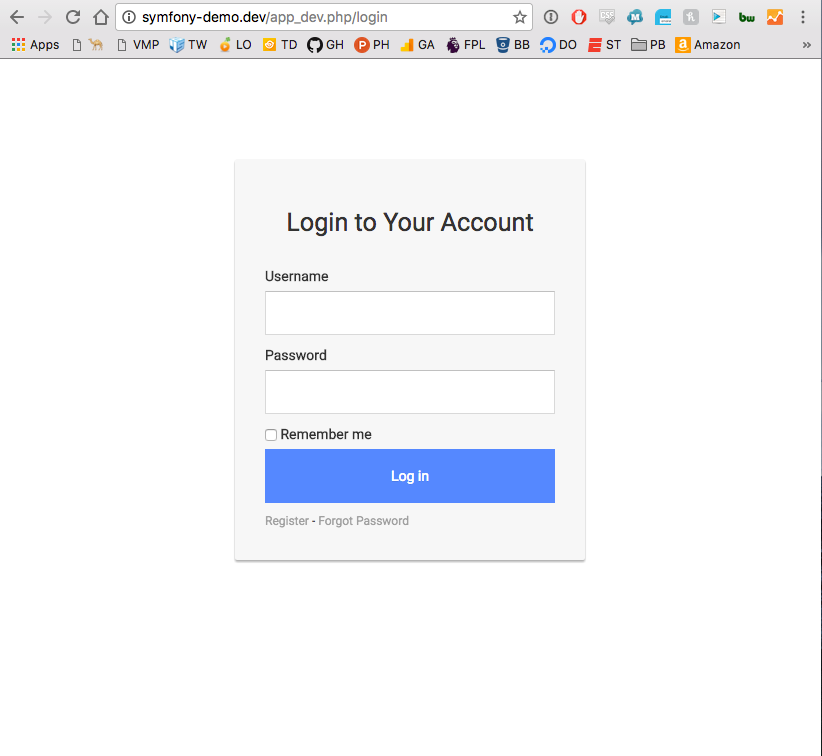 symfony-demo.dev/app_dev.php/login
Apps VMP TW LO TD GH PH GA FPL BB DO ST PB Amazon »
Login to Your Account
Username
Password
Remember me
Log in
Register - Forgot Password